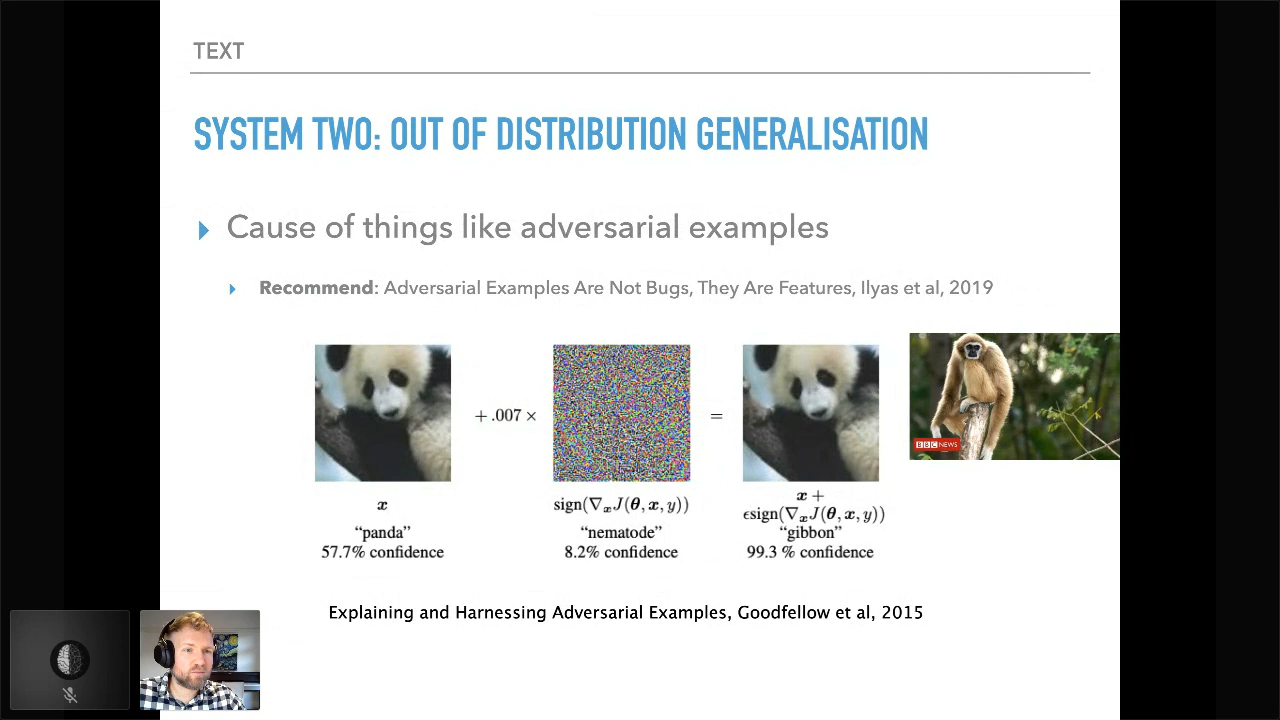 TEXT
SYSTEM TWO: OUT OF DISTRIBUTION GENERALISATION
Cause of things like adversarial examples
Recommend: Adversarial Examples Are Not Bugs, They Are Features, Ilyas et al, 2019
+ .007 ×
=
BBC NEWS
x
"panda"
57.7% confidence
sign(∇ₓJ(θ, x, y))
"nematode"
8.2% confidence
x +
ϵsign(∇ₓJ(θ, x, y))
"gibbon"
99.3 % confidence
Explaining and Harnessing Adversarial Examples, Goodfellow et al, 2015